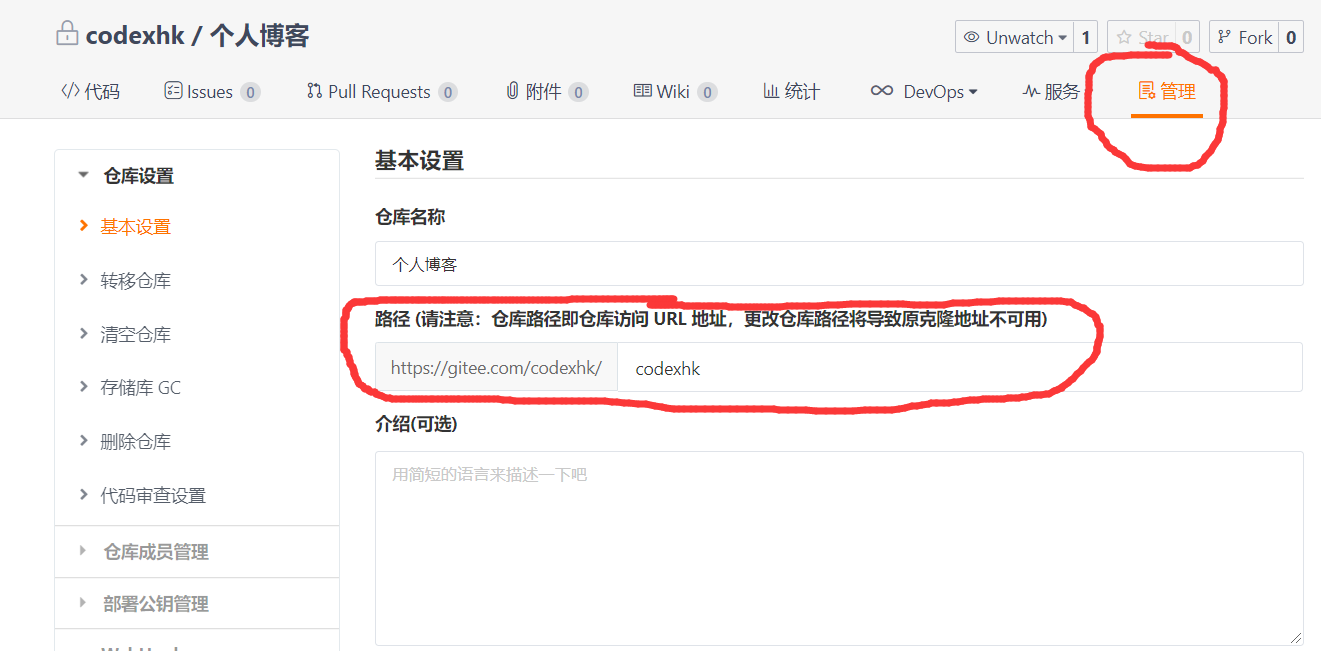 codexhk / 个人博客
Unwatch 1 Star 0 Fork 0
代码 Issues 0 Pull Requests 0 附件 0 Wiki 0 统计 DevOps 服务 管理
仓库设置
基本设置
转移仓库
清空仓库
存储库 GC
删除仓库
代码审查设置
仓库成员管理
部署公钥管理
基本设置
仓库名称
个人博客
路径 (请注意：仓库路径即仓库访问 URL 地址，更改仓库路径将导致原克隆地址不可用)
https://gitee.com/codexhk/ codexhk
介绍(可选)
用简短的语言来描述一下吧